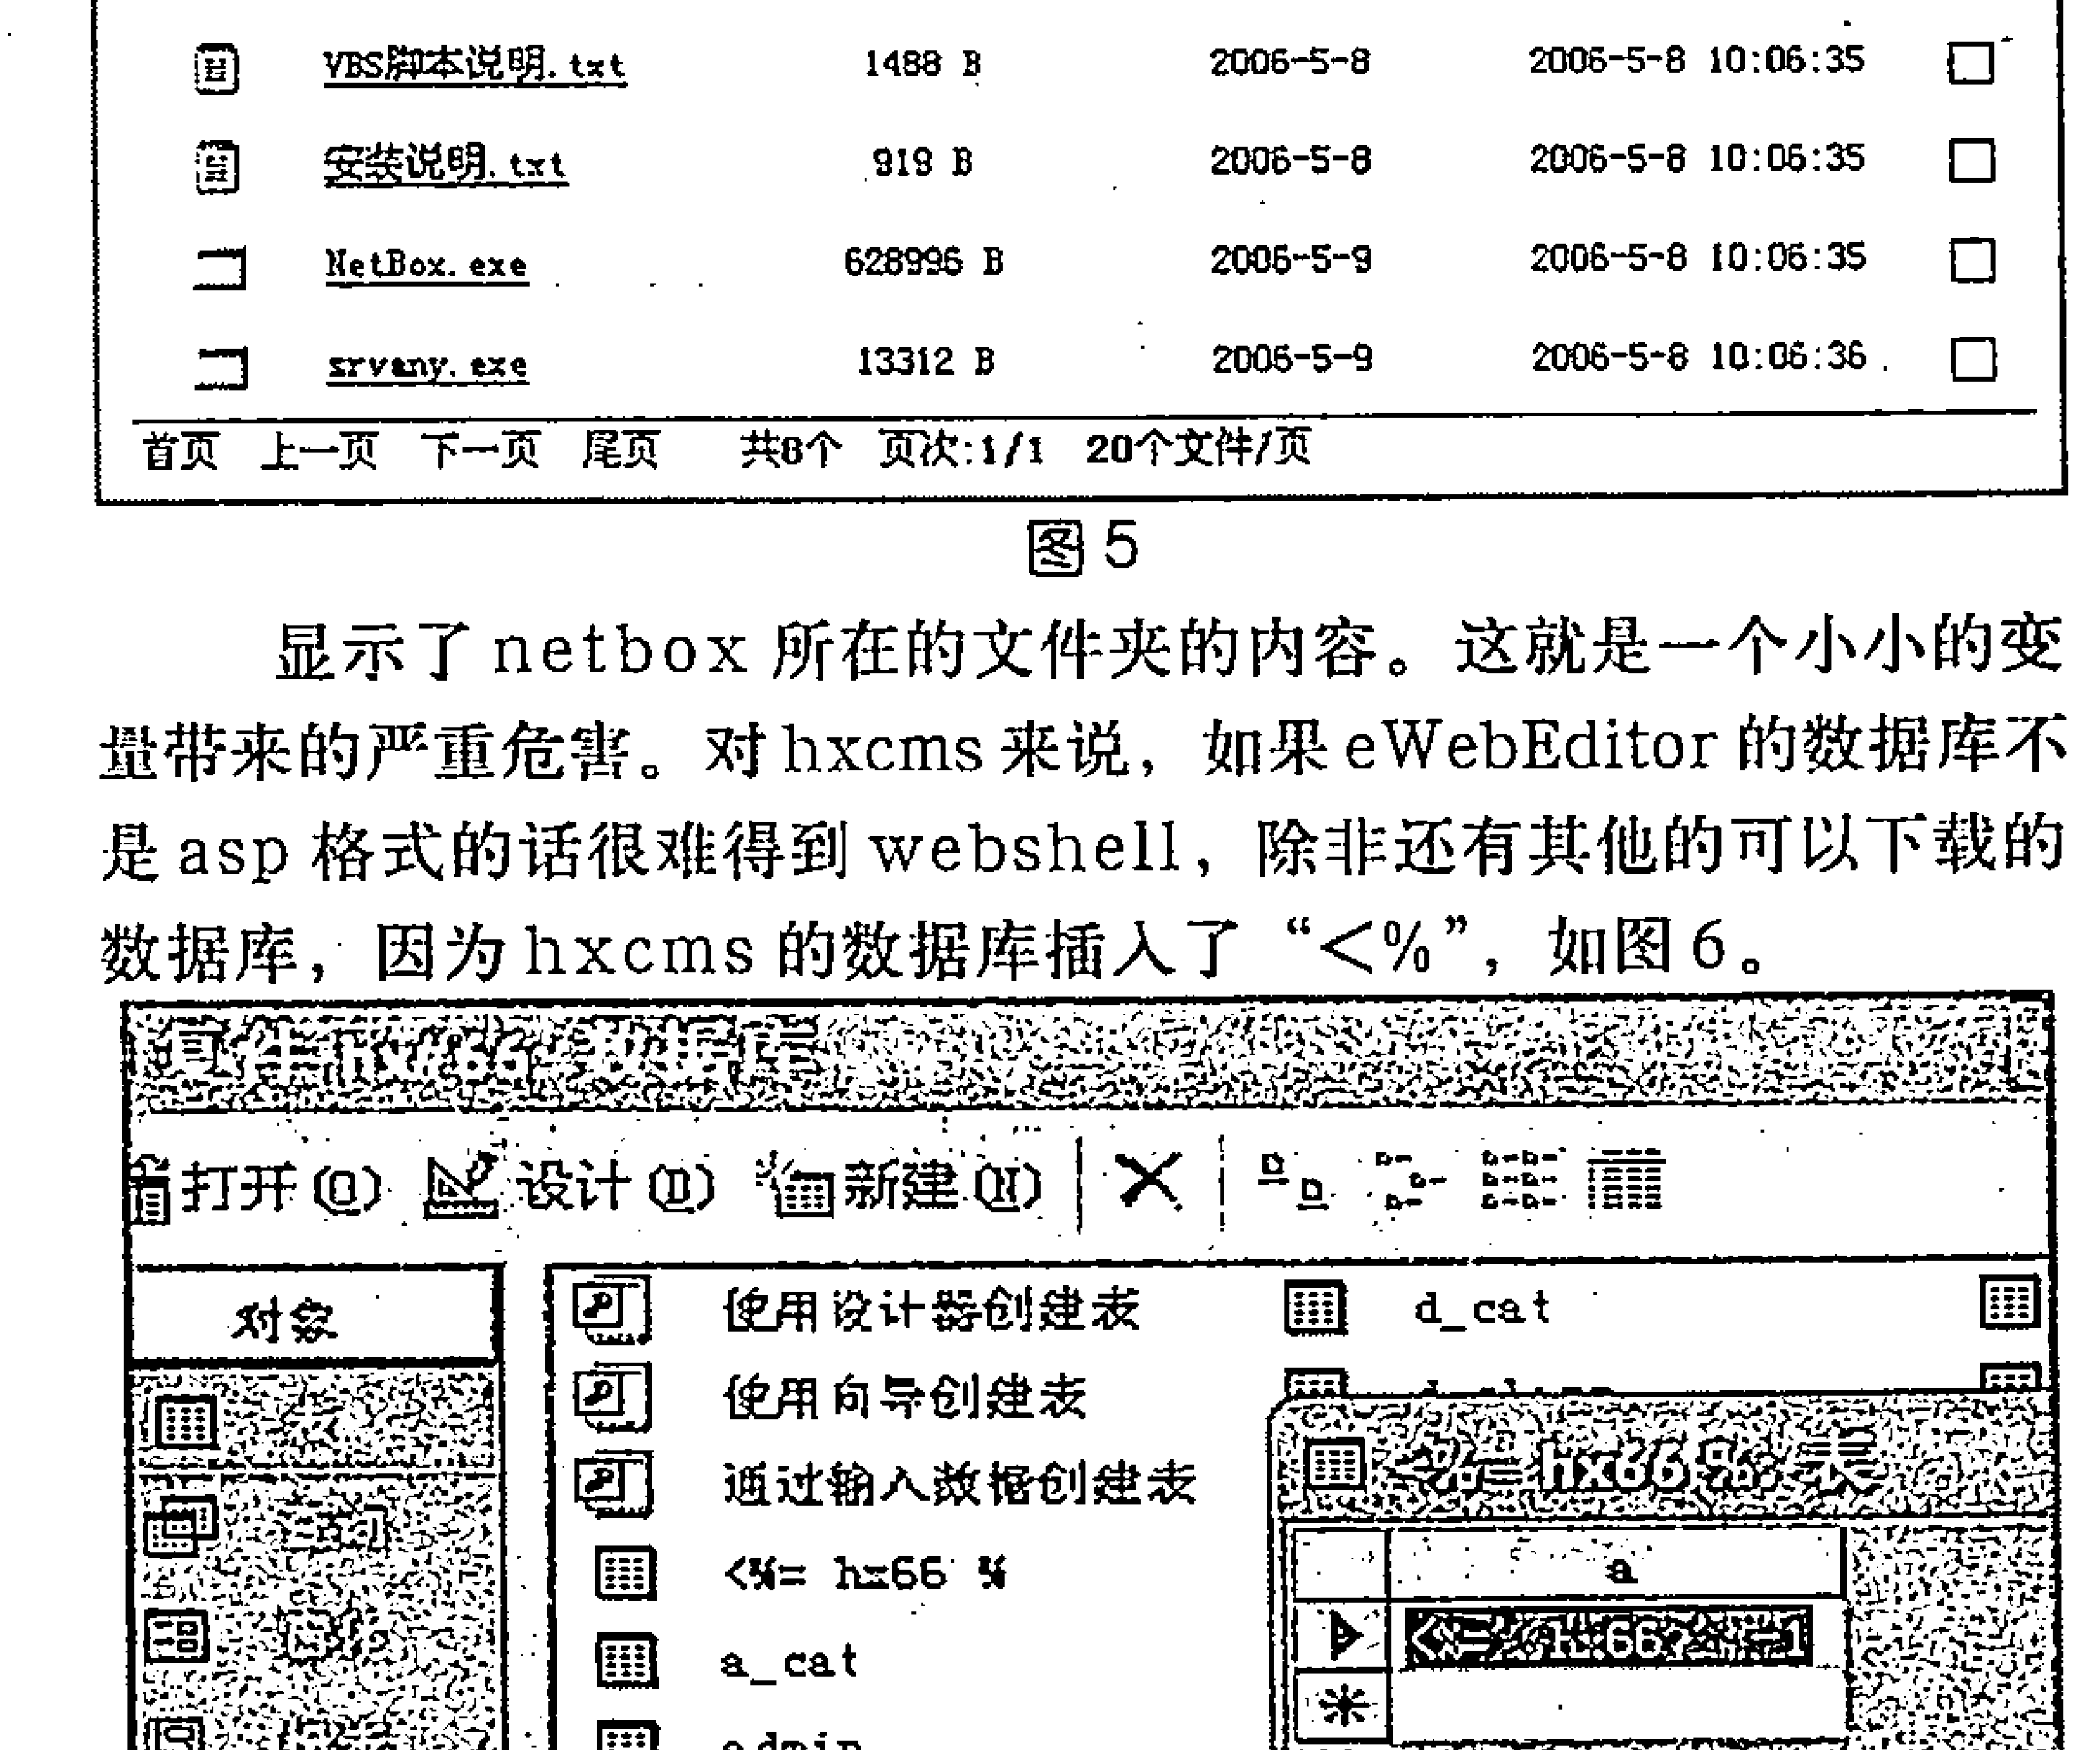 VBS脚本说明.txt 1488 B 2006-5-8 2006-5-8 10:06:35
安装说明.txt 919 B 2006-5-8 2006-5-8 10:06:35
NetBox.exe 628996 B 2006-5-9 2006-5-8 10:06:35
srvany.exe 13312 B 2006-5-9 2006-5-8 10:06:36
首页 上一页 下一页 尾页 共8个 页次:1/1 20个文件/页
图5
显示了netbox所在的文件夹的内容。这就是一个小小的变
量带来的严重危害。对hxcms来说，如果eWebEditor的数据库不
是asp格式的话很难得到webshell，除非还有其他的可以下载的
数据库，因为hxcms的数据库插入了“<%”，如图6。
数据库
打开(O) 设计(D) 新建(N)
对象
使用设计器创建表 d_cat
使用向导创建表
通过输入数据创建表
表 <%= hx66 %: 表
查询
<%= hx66 %
a
a_cat
admin